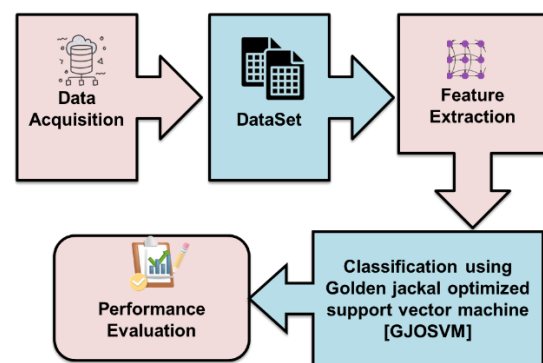 Data
Acquisition
DataSet
Feature
Extraction
Classification using
Golden jackal optimized
support vector machine
[GJOSVM]
Performance
Evaluation